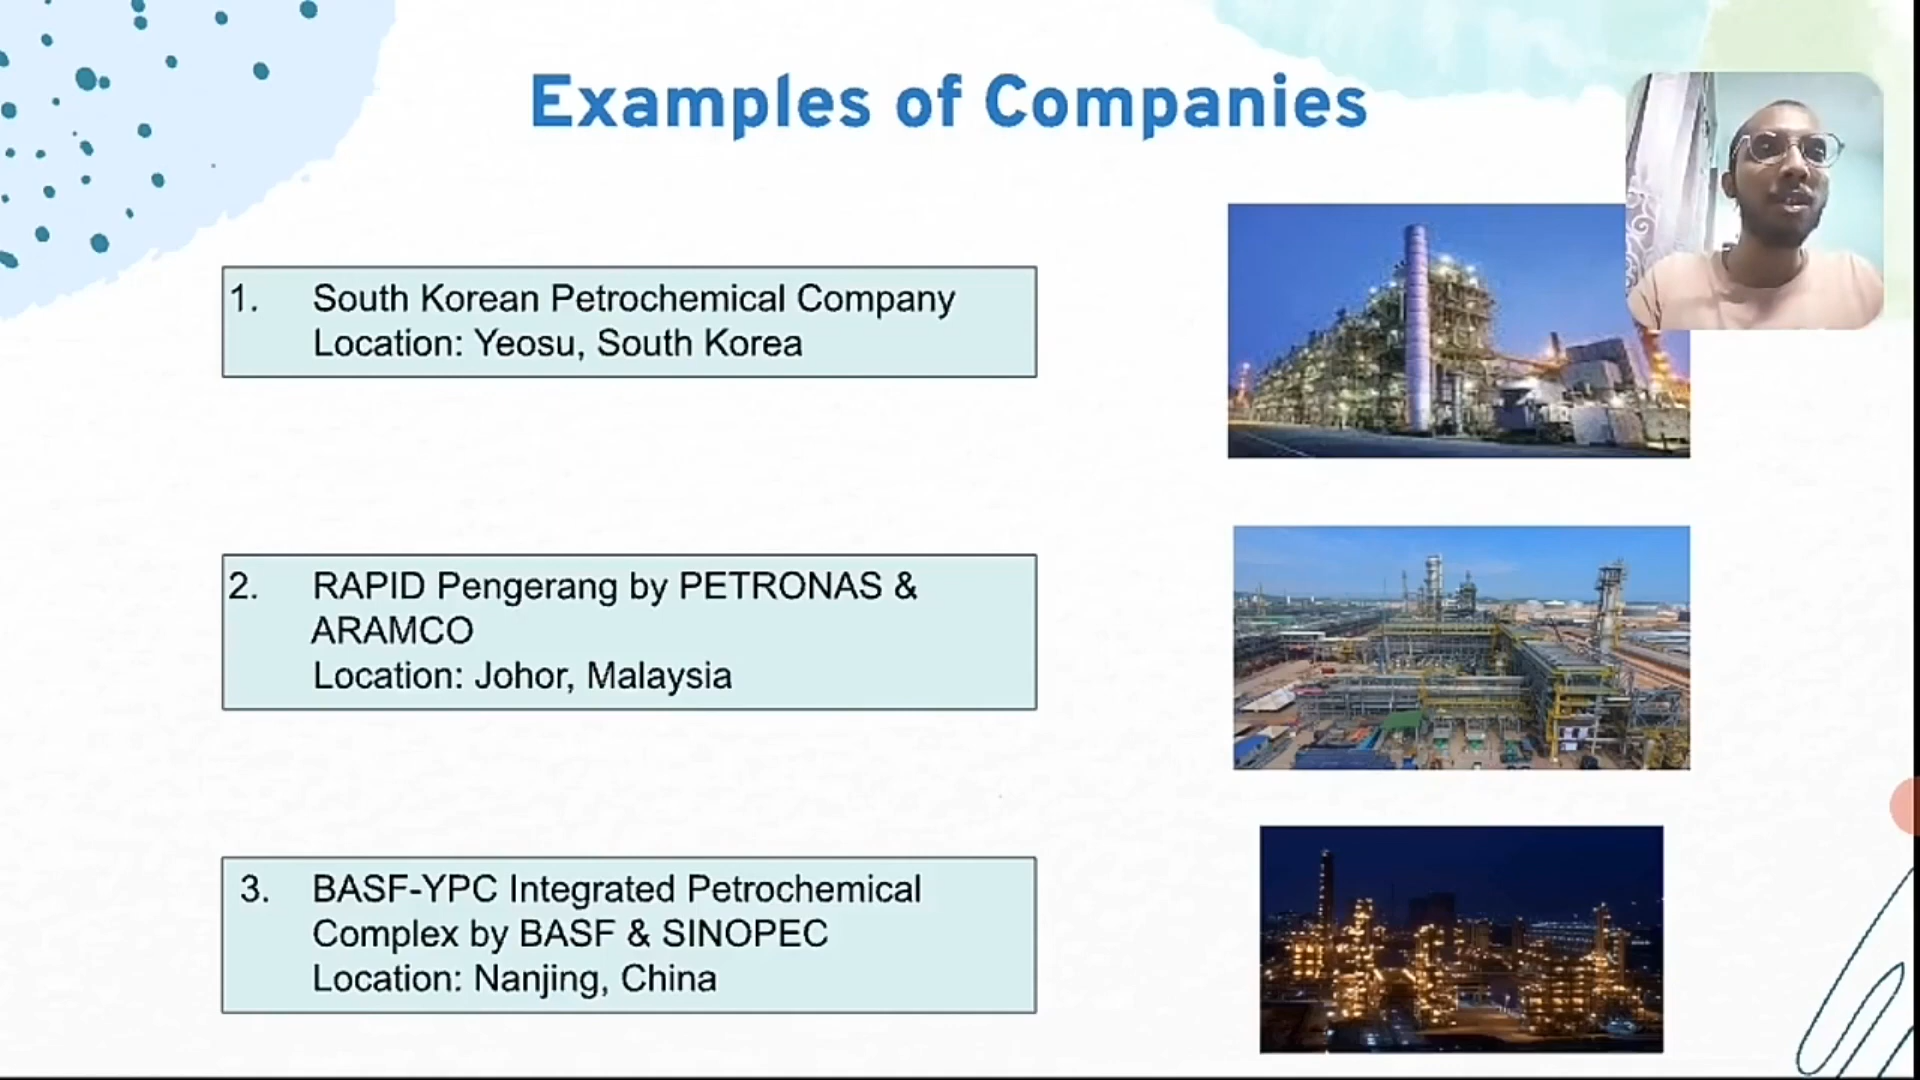 Examples of Companies
1. South Korean Petrochemical Company
Location: Yeosu, South Korea
2. RAPID Pengerang by PETRONAS &
ARAMCO
Location: Johor, Malaysia
3. BASF-YPC Integrated Petrochemical
Complex by BASF & SINOPEC
Location: Nanjing, China